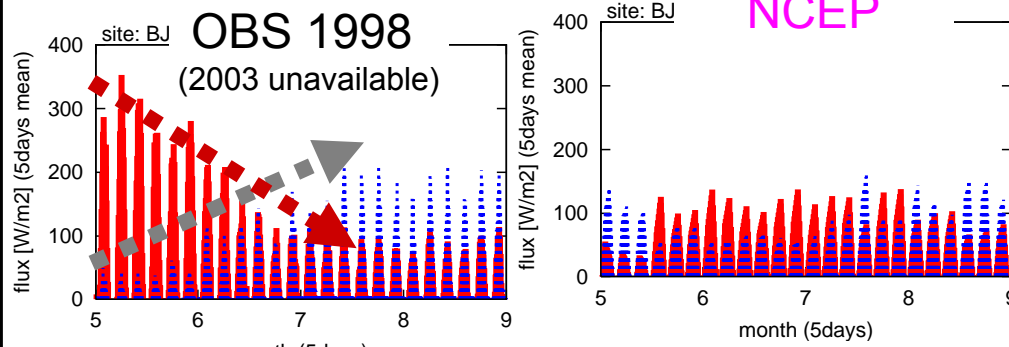 site: BJ
OBS 1998
(2003 unavailable)
flux [W/m2] (5days mean)
400
300
200
100
0
5 6 7 8 9
site: BJ
NCEP
flux [W/m2] (5days mean)
400
300
200
100
0
5 6 7 8 9
month (5days)